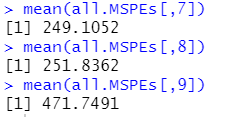 > mean(all.MSPEs[,7])
[1] 249.1052
> mean(all.MSPEs[,8])
[1] 251.8362
> mean(all.MSPEs[,9])
[1] 471.7491